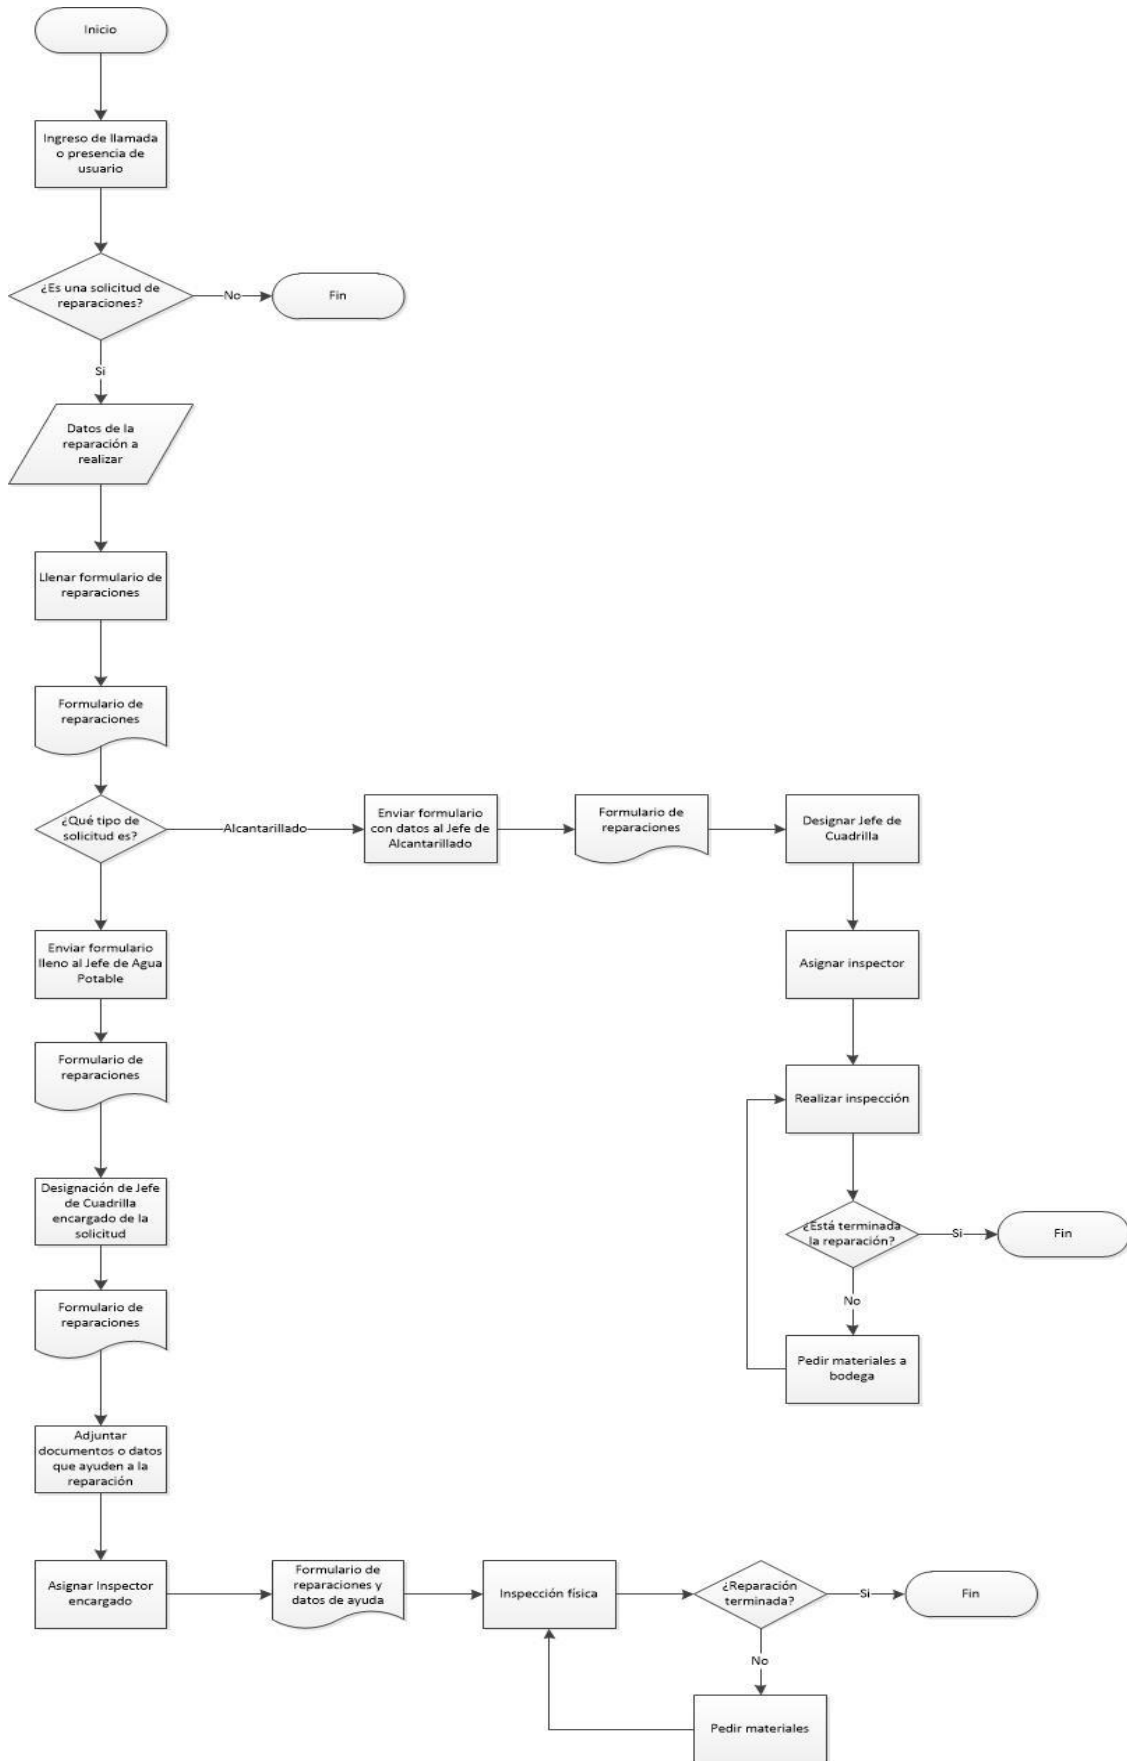 Inicio
Ingreso de llamada
o presencia de
usuario
¿Es una solicitud de
reparaciones?
No
Fin
Si
Datos de la
reparación a
realizar
Llenar formulario de
reparaciones
Formulario de
reparaciones
¿Qué tipo de
solicitud es?
Alcantarillado
Enviar formulario
con datos al Jefe de
Alcantarillado
Formulario de
reparaciones
Designar Jefe de
Cuadrilla
Asignar inspector
Realizar inspección
¿Está terminada
la reparación?
Si
Fin
No
Pedir materiales a
bodega
Enviar formulario
lleno al Jefe de Agua
Potable
Formulario de
reparaciones
Designación de Jefe
de Cuadrilla
encargado de la
solicitud
Formulario de
reparaciones
Adjuntar
documentos o datos
que ayuden a la
reparación
Asignar Inspector
encargado
Formulario de
reparaciones y
datos de ayuda
Inspección física
¿Reparación
terminada?
Si
Fin
No
Pedir materiales